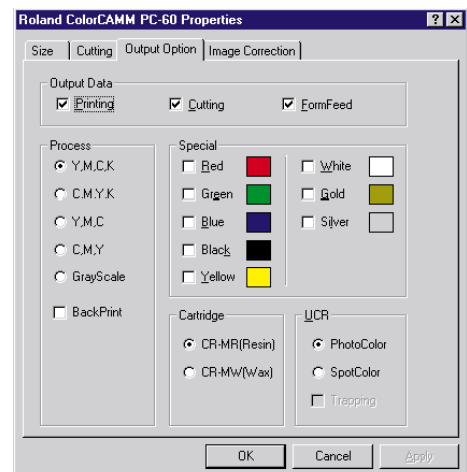 Roland ColorCAMM PC-60 Properties
Size Cutting Output Option Image Correction
Output Data
Printing Cutting FormFeed
Process
Y,M,C,K
C.M.Y.K
Y,M,C
C,M,Y
GrayScale
BackPrint
Special
Red
Green
Blue
Black
Yellow
White
Gold
Silver
Cartridge
CR-MR(Resin)
CR-MW(Wax)
UCR
PhotoColor
SpotColor
Trapping
OK Cancel Apply